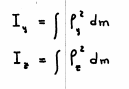 I_y = ∫ ρ_y² dm
I_z = ∫ ρ_z² dm